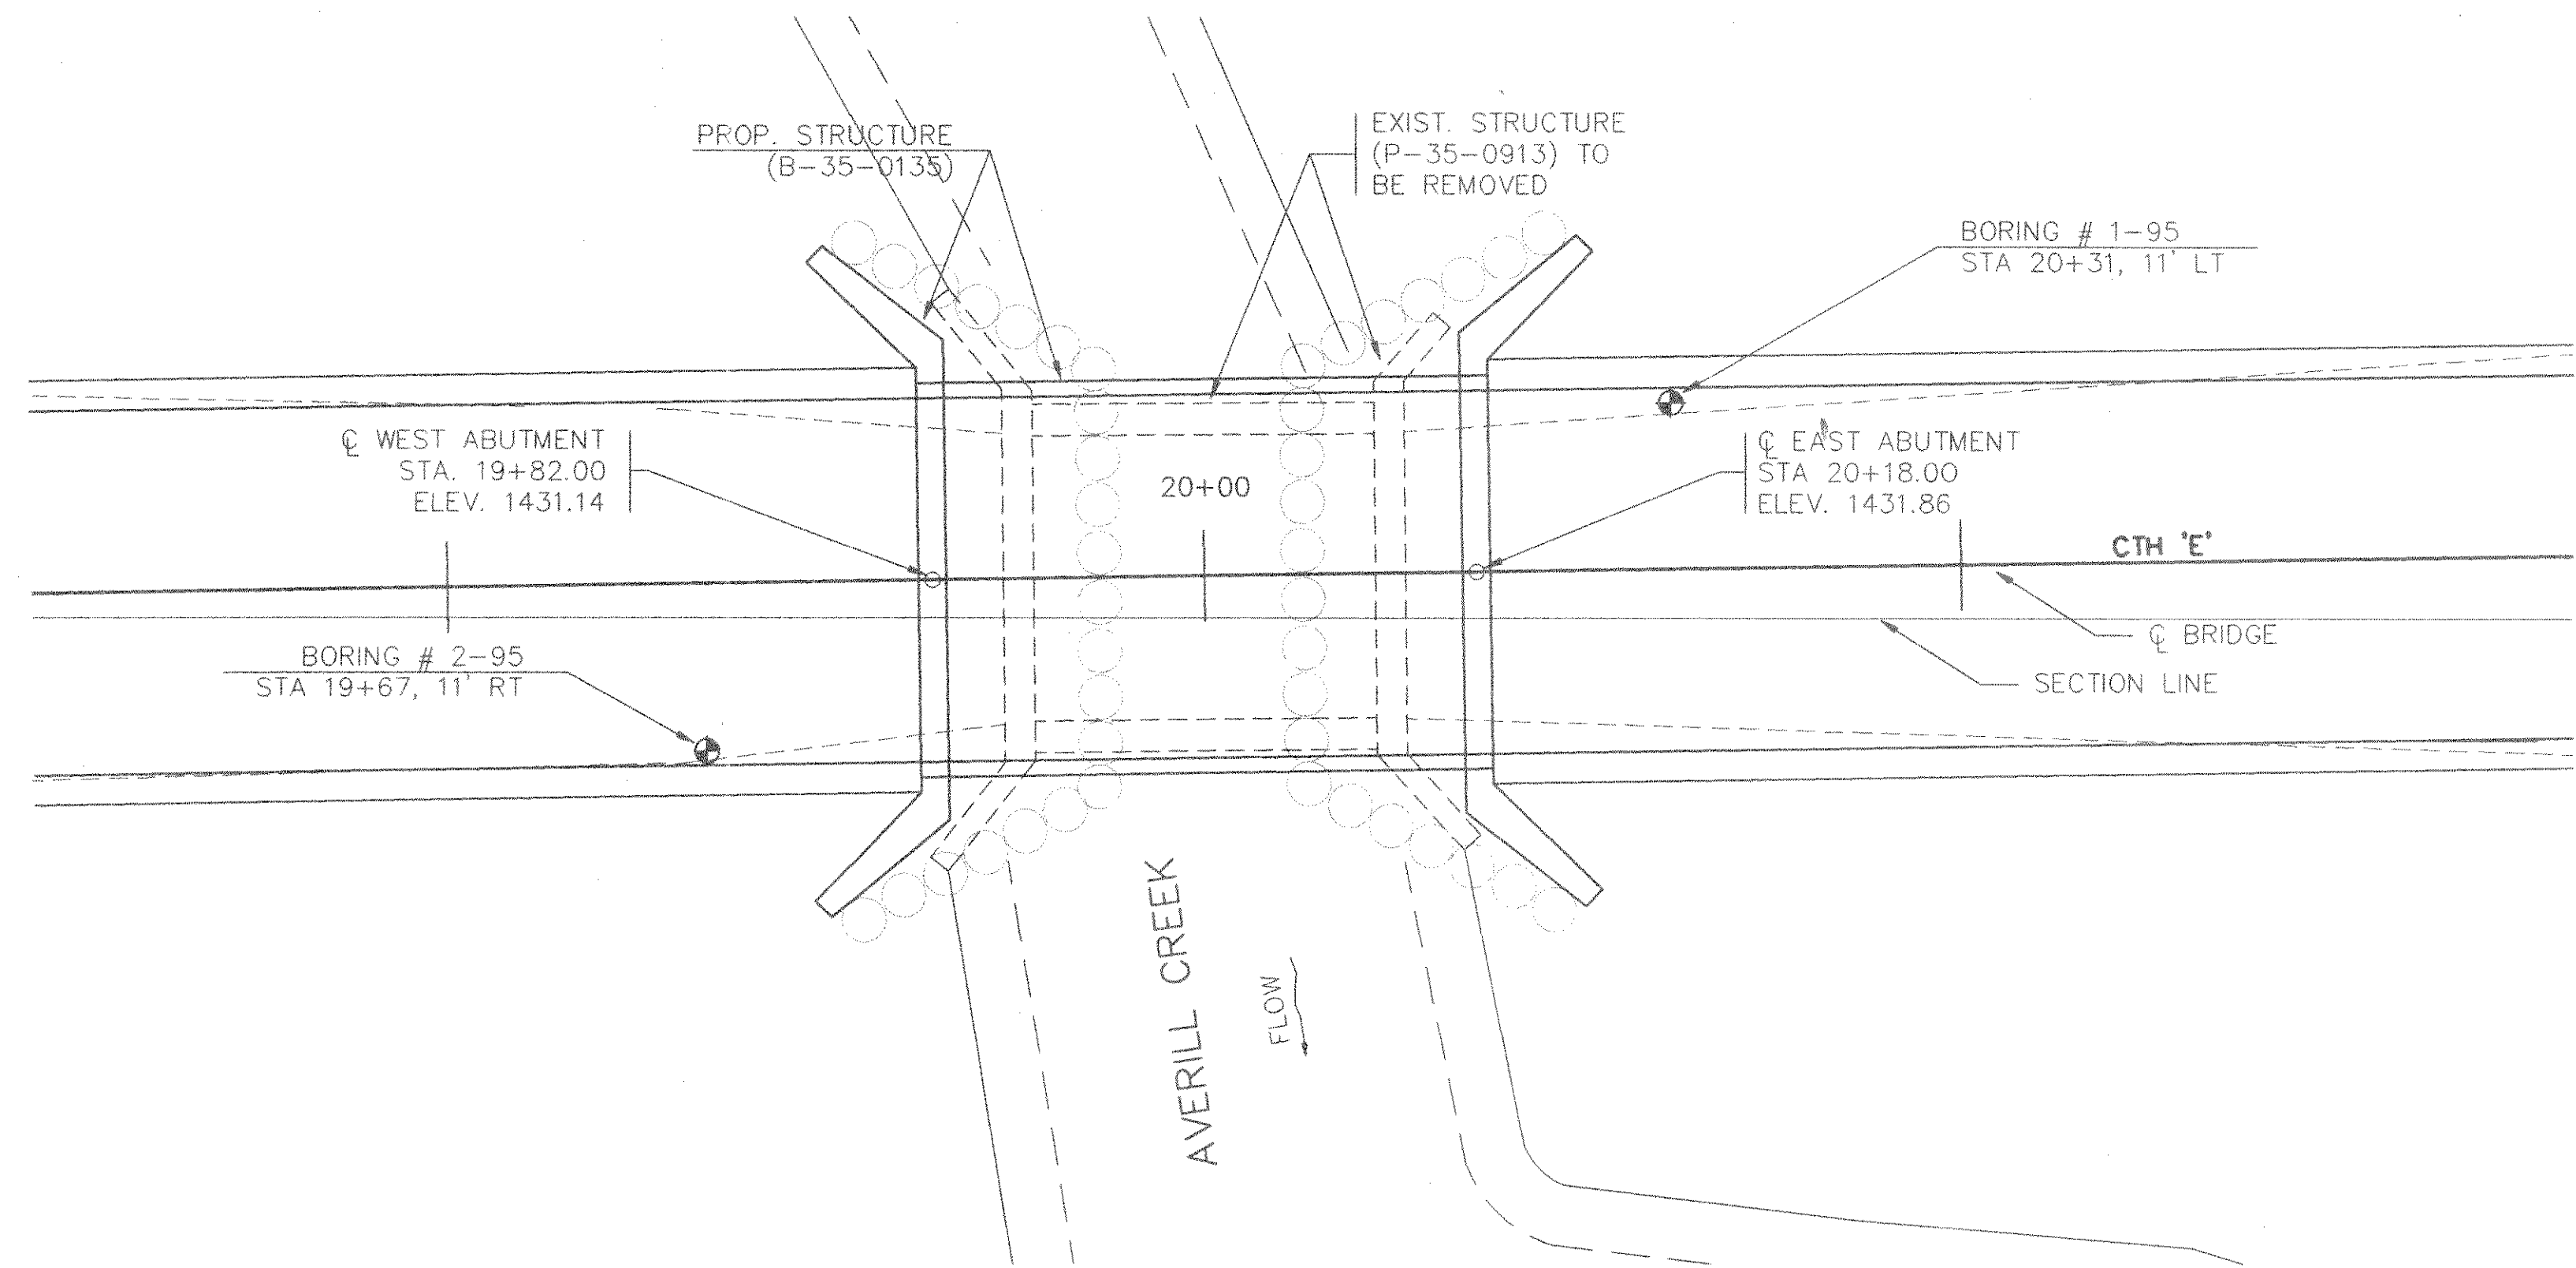 PROP. STRUCTURE
(B-35-0135)
EXIST. STRUCTURE
(P-35-0913) TO
BE REMOVED
BORING # 1-95
STA 20+31, 11' LT
℄ WEST ABUTMENT
STA. 19+82.00
ELEV. 1431.14
20+00
℄ EAST ABUTMENT
STA 20+18.00
ELEV. 1431.86
CTH 'E'
℄ BRIDGE
SECTION LINE
BORING # 2-95
STA 19+67, 11' RT
AVERILL CREEK
FLOW